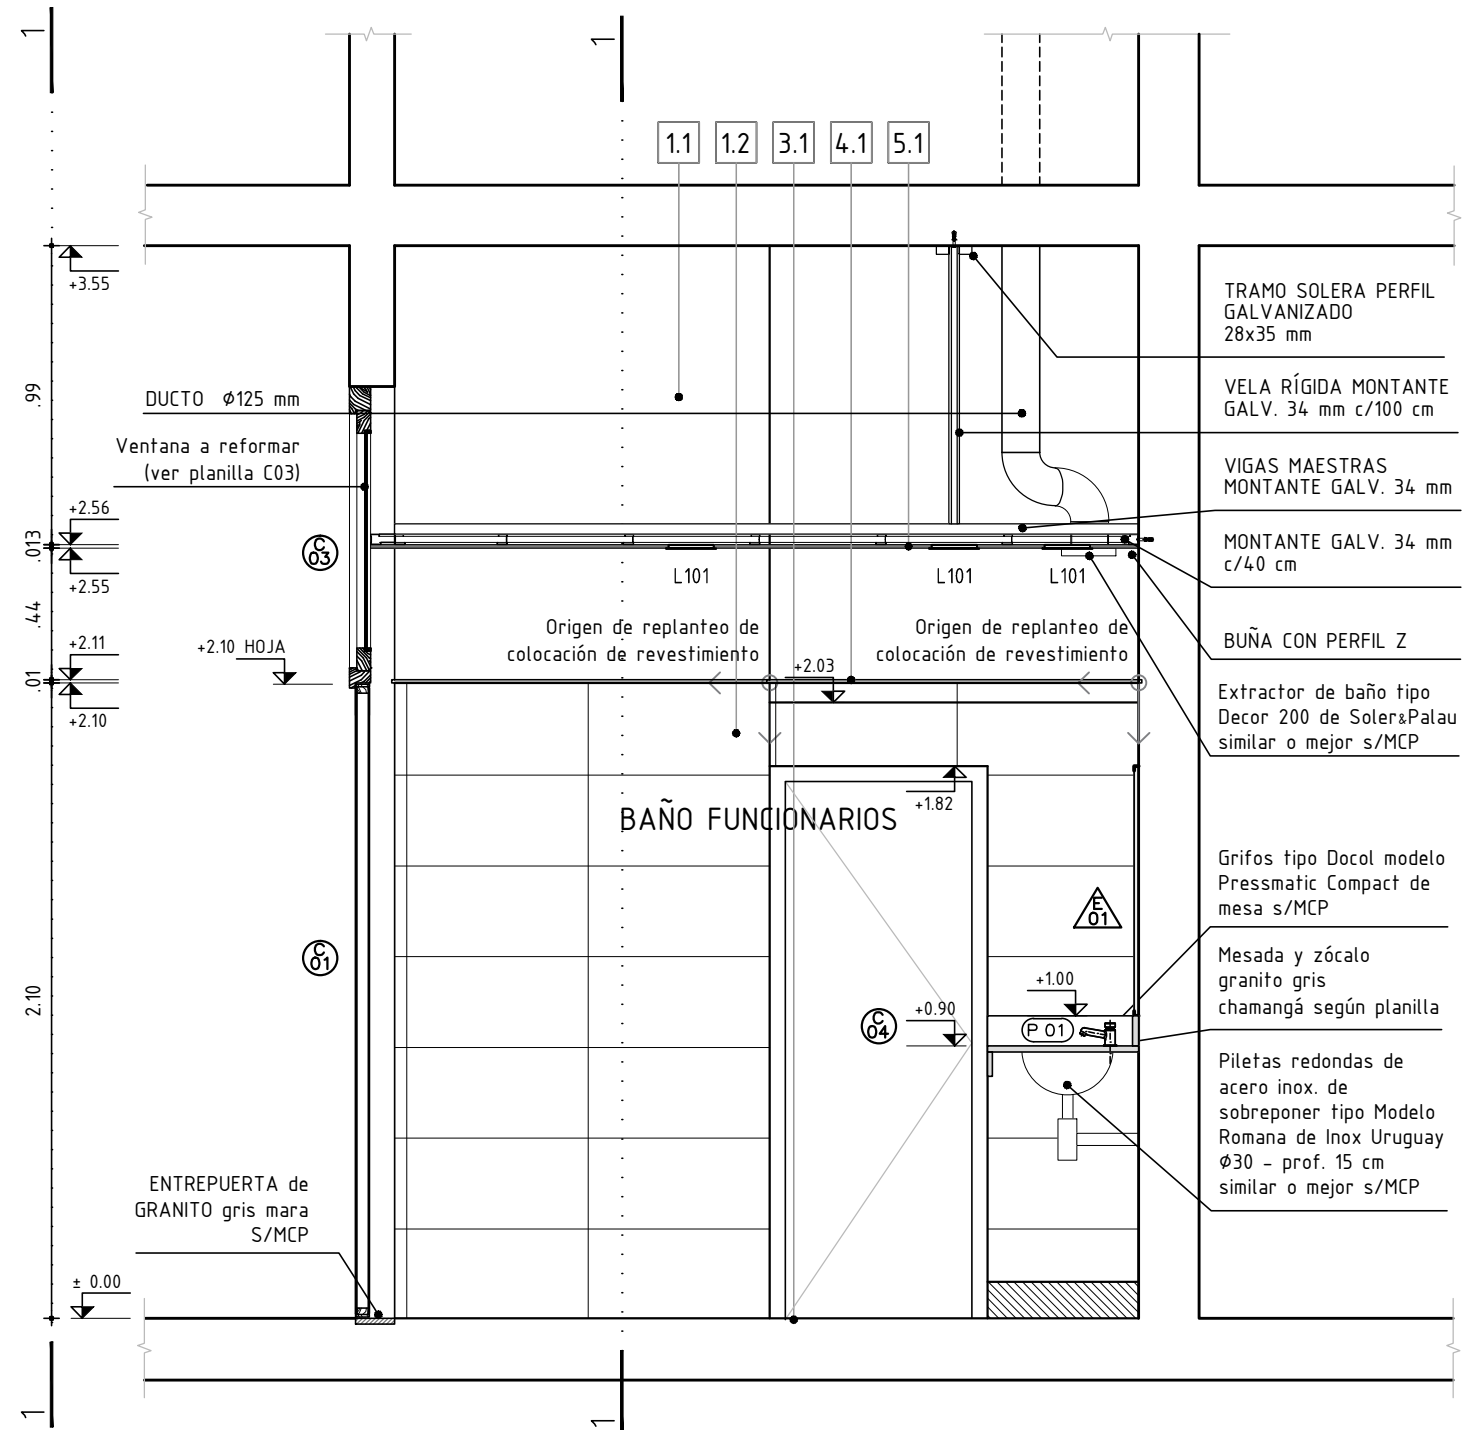 1
1
1.1 1.2 3.1 4.1 5.1
+3.55
TRAMO SOLERA PERFIL
GALVANIZADO
28x35 mm
.99
DUCTO Ø125 mm
VELA RÍGIDA MONTANTE
GALV. 34 mm c/100 cm
Ventana a reformar
(ver planilla C03)
VIGAS MAESTRAS
MONTANTE GALV. 34 mm
+2.56
.013
+2.55
C
03
MONTANTE GALV. 34 mm
c/40 cm
L101 L101 L101
.44
Origen de replanteo de
colocación de revestimiento
Origen de replanteo de
colocación de revestimiento
BUÑA CON PERFIL Z
+2.11
+2.10 HOJA
+2.03
.01
+2.10
Extractor de baño tipo
Decor 200 de Soler&Palau
similar o mejor s/MCP
+1.82
BAÑO FUNCIONARIOS
Grifos tipo Docol modelo
Pressmatic Compact de
mesa s/MCP
E
01
C
01
Mesada y zócalo
granito gris
chamangá según planilla
2.10
+1.00
+0.90
C
04
P 01
Piletas redondas de
acero inox. de
sobreponer tipo Modelo
Romana de Inox Uruguay
Ø30 - prof. 15 cm
similar o mejor s/MCP
ENTREPUERTA de
GRANITO gris mara
S/MCP
± 0.00
1
1